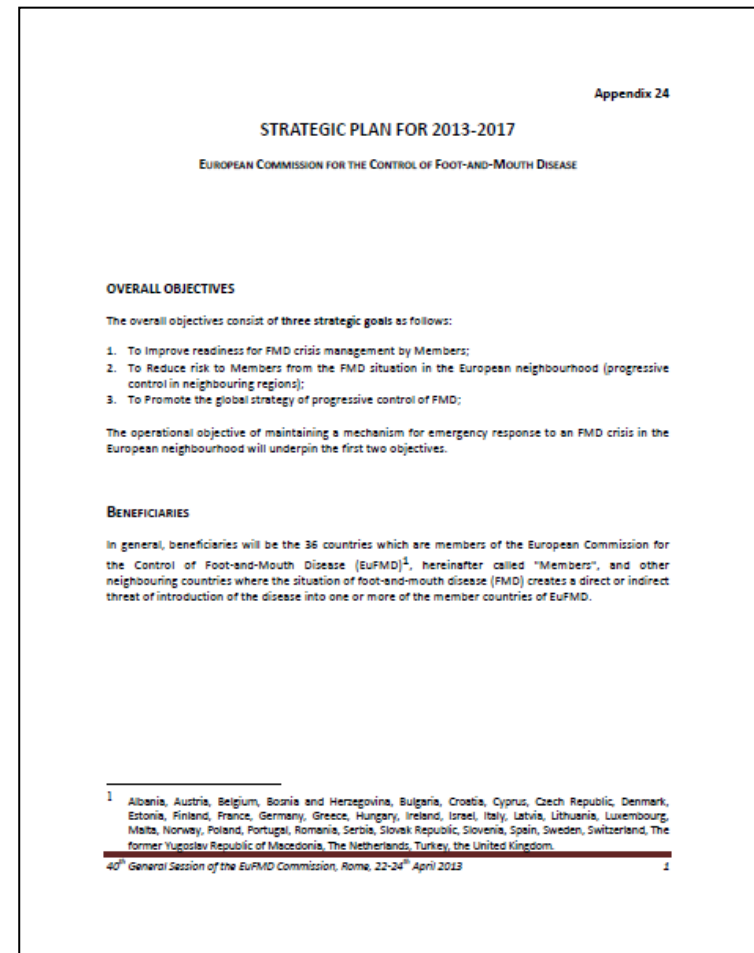 Appendix 24
STRATEGIC PLAN FOR 2013-2017
EUROPEAN COMMISSION FOR THE CONTROL OF FOOT-AND-MOUTH DISEASE
OVERALL OBJECTIVES
The overall objectives consist of three strategic goals as follows:
1. To Improve readiness for FMD crisis management by Members;
2. To Reduce risk to Members from the FMD situation in the European neighbourhood (progressive
control in neighbouring regions);
3. To Promote the global strategy of progressive control of FMD;
The operational objective of maintaining a mechanism for emergency response to an FMD crisis in the
European neighbourhood will underpin the first two objectives.
BENEFICIARIES
In general, beneficiaries will be the 36 countries which are members of the European Commission for
the Control of Foot-and-Mouth Disease (EuFMD)1, hereinafter called "Members", and other
neighbouring countries where the situation of foot-and-mouth disease (FMD) creates a direct or indirect
threat of introduction of the disease into one or more of the member countries of EuFMD.
1 Albania, Austria, Belgium, Bosnia and Herzegovina, Bulgaria, Croatia, Cyprus, Czech Republic, Denmark,
Estonia, Finland, France, Germany, Greece, Hungary, Ireland, Israel, Italy, Latvia, Lithuania, Luxembourg,
Malta, Norway, Poland, Portugal, Romania, Serbia, Slovak Republic, Slovenia, Spain, Sweden, Switzerland, The
former Yugoslav Republic of Macedonia, The Netherlands, Turkey, the United Kingdom.
40th General Session of the EuFMD Commission, Rome, 22-24th April 2013 1